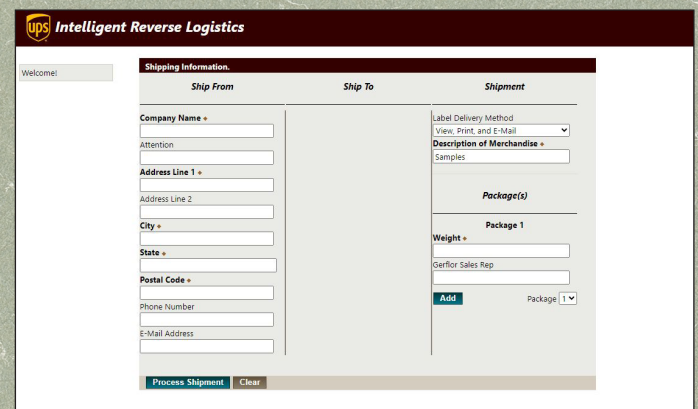 ups Intelligent Reverse Logistics
Welcome!
Shipping Information.
Ship From
Ship To
Shipment
Company Name
Attention
Address Line 1
Address Line 2
City
State
Postal Code
Phone Number
E-Mail Address
Label Delivery Method
View, Print, and E-Mail
Description of Merchandise
Samples
Package(s)
Package 1
Weight
Gerflor Sales Rep
Add
Package 1
Process Shipment
Clear